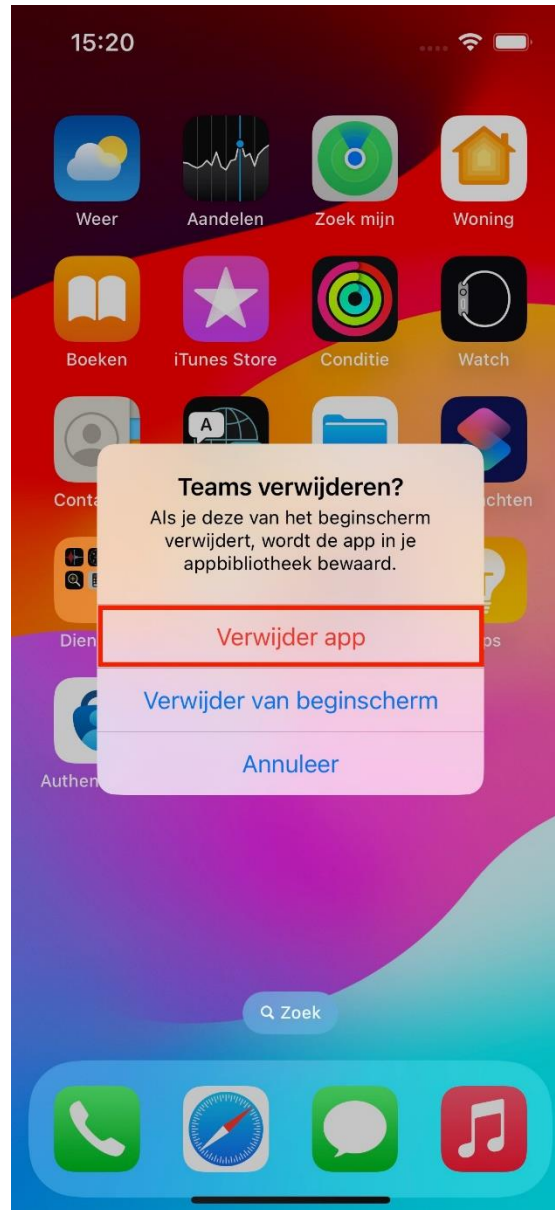 15:20
Weer Aandelen Zoek mijn Woning
Boeken iTunes Store Conditie Watch
A
Teams verwijderen?
Als je deze van het beginscherm
verwijdert, wordt de app in je
appbibliotheek bewaard.
Verwijder app
Verwijder van beginscherm
Annuleer
Zoek